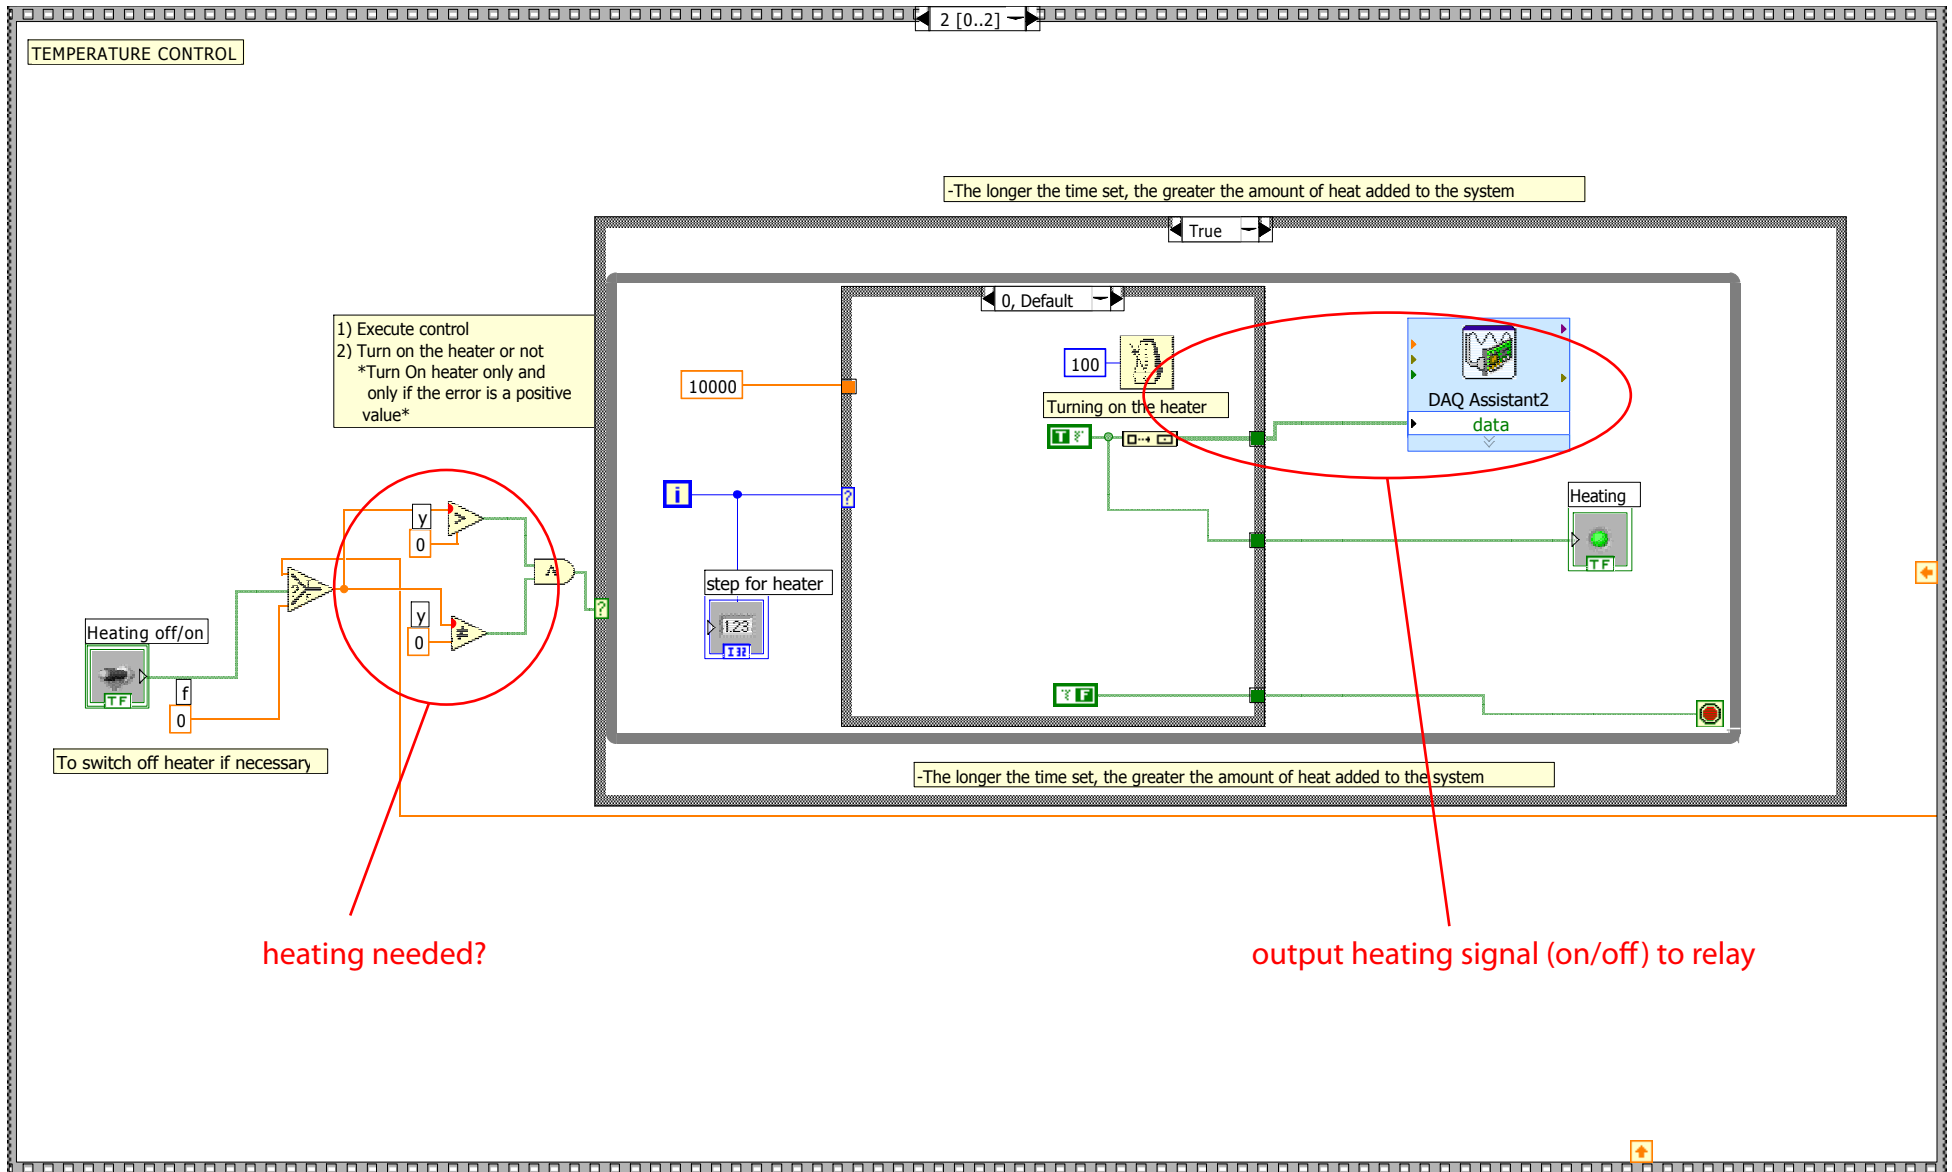 2 [0..2]
TEMPERATURE CONTROL
-The longer the time set, the greater the amount of heat added to the system
True
0, Default
1) Execute control
2) Turn on the heater or not
*Turn On heater only and
only if the error is a positive
value*
100
10000
DAQ Assistant2
data
Turning on the heater
T
i
?
Heating
TF
y
>
0
step for heater
1.23
I32
?
y
≠
0
?
Heating off/on
TF
f
0
F
To switch off heater if necessary
-The longer the time set, the greater the amount of heat added to the system
heating needed?
output heating signal (on/off) to relay